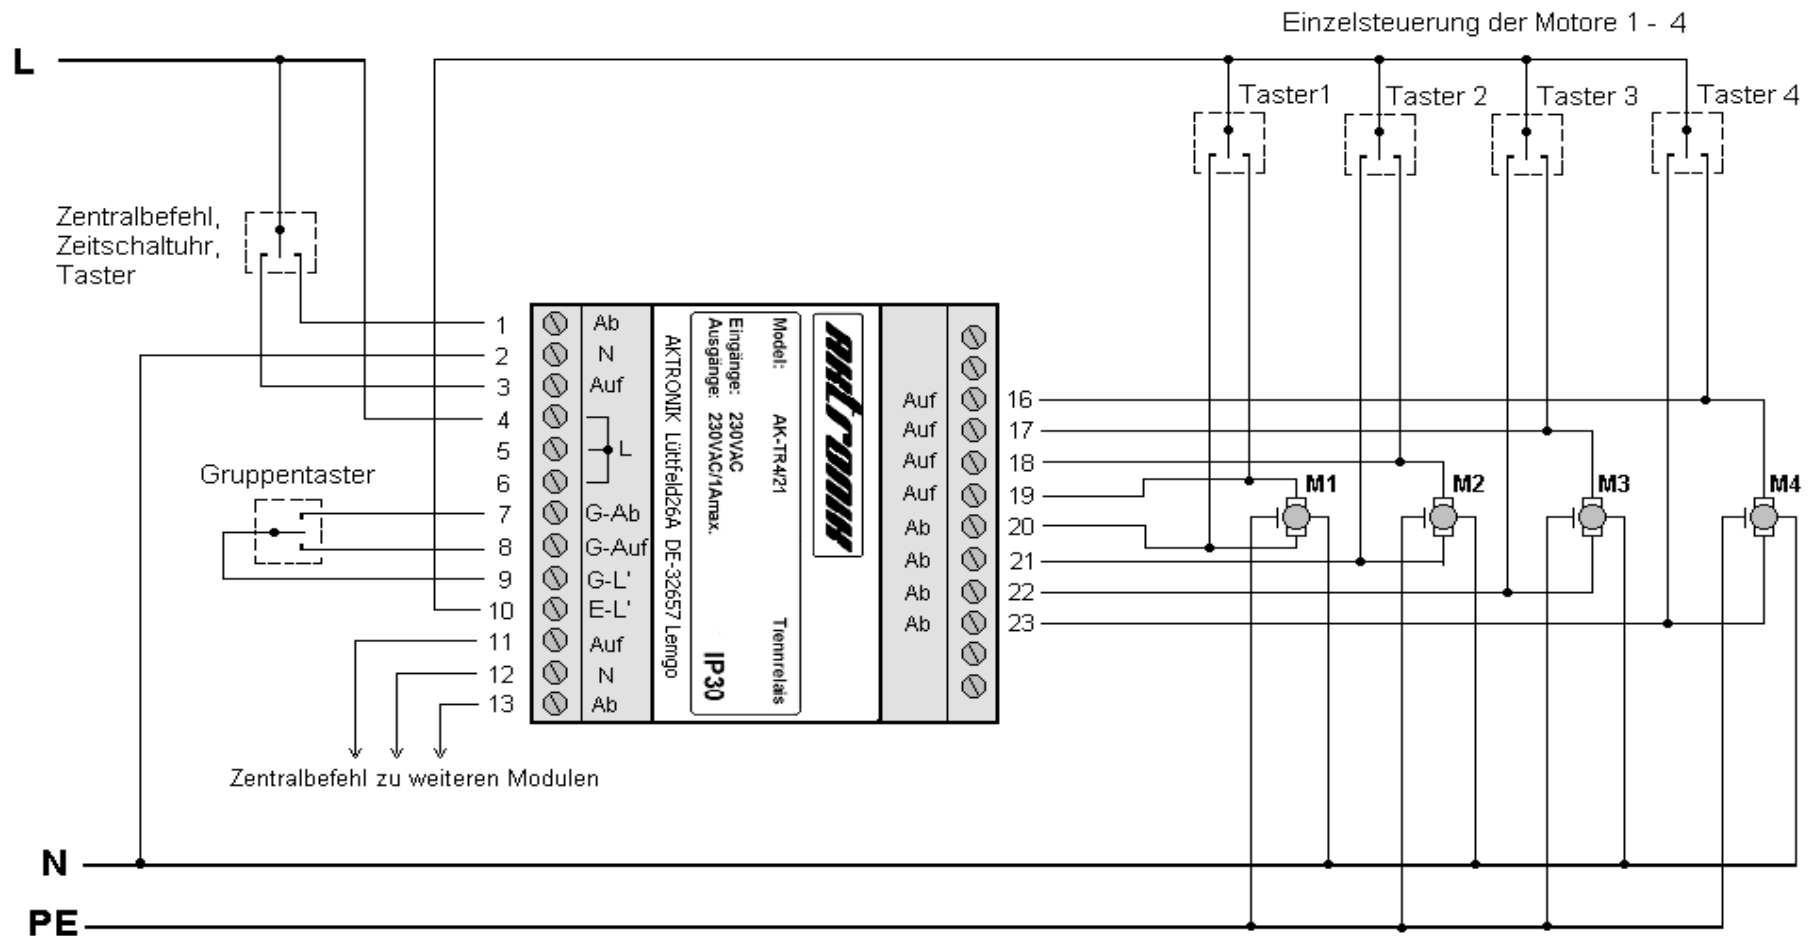 Einzelsteuerung der Motore 1 - 4
L
Taster1
Taster 2
Taster 3
Taster 4
Zentralbefehl,
Zeitschaltuhr,
Taster
Gruppentaster
1 Ab
2 N
3 Auf
4
5 L
6
7 G-Ab
8 G-Auf
9 G-L'
10 E-L'
11 Auf
12 N
13 Ab
AKTRONIK Lüttfeld26A DE-32657 Lemgo
Model: AK-TR4/21 Trennrelais
Eingänge: 230VAC
Ausgänge: 230VAC/1Amax. IP30
AKtronik
Auf 16
Auf 17
Auf 18
Auf 19
Ab 20
Ab 21
Ab 22
Ab 23
M1
M2
M3
M4
Zentralbefehl zu weiteren Modulen
N
PE